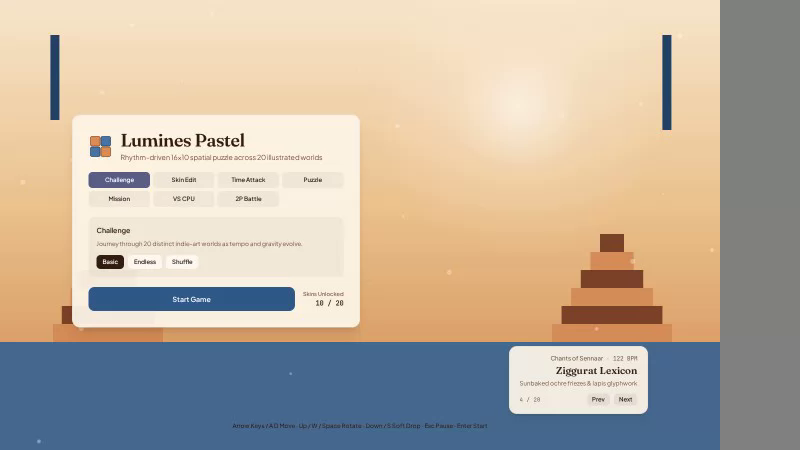 Lumines Pastel
Rhythm-driven 16x10 spatial puzzle across 20 illustrated worlds
Challenge
Skin Edit
Time Attack
Puzzle
Mission
VS CPU
2P Battle
Challenge
Journey through 20 distinct indie-art worlds as tempo and gravity evolve.
Basic
Endless
Shuffle
Start Game
Skins Unlocked
10 / 20
Chants of Sennaar · 122 BPM
Ziggurat Lexicon
Sunbaked ochre friezes & lapis glyphwork
4 / 20
Prev
Next
Arrow Keys / A D Move · Up / W / Space Rotate · Down / S Soft Drop · Esc Pause · Enter Start